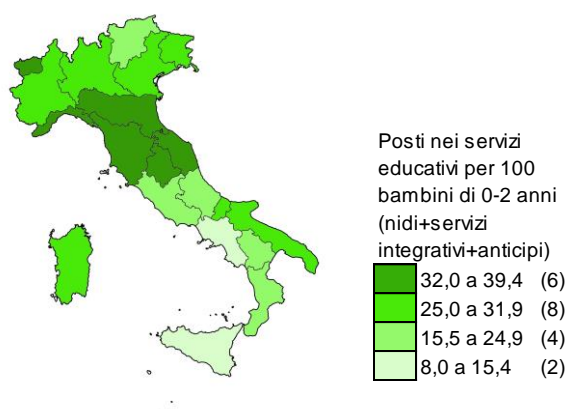 Posti nei servizi
educativi per 100
bambini di 0-2 anni
(nidi+servizi
integrativi+anticipi)
32,0 a 39,4 (6)
25,0 a 31,9 (8)
15,5 a 24,9 (4)
8,0 a 15,4 (2)